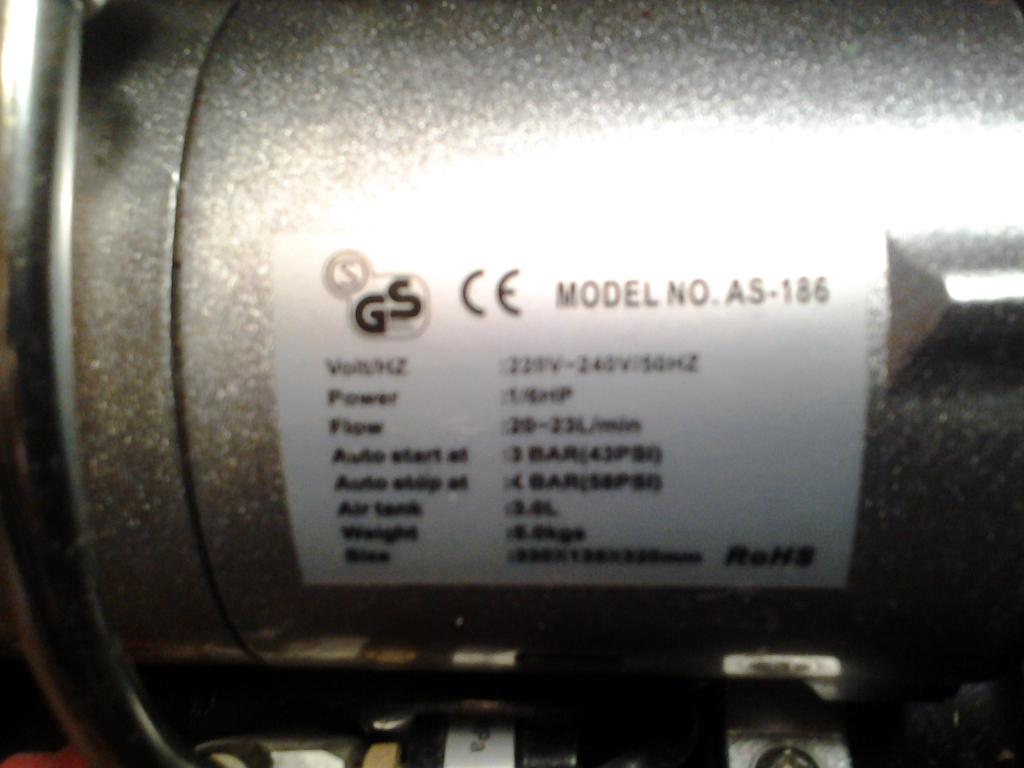 GS CE MODEL NO. AS-186
Volt/HZ :220V~240V/50HZ
Power :1/6HP
Flow :20~23L/min
Auto start at :3 BAR(43PSI)
Auto stop at :4 BAR(58PSI)
Air tank :3.0L
Weight
Size RoHS
Pa